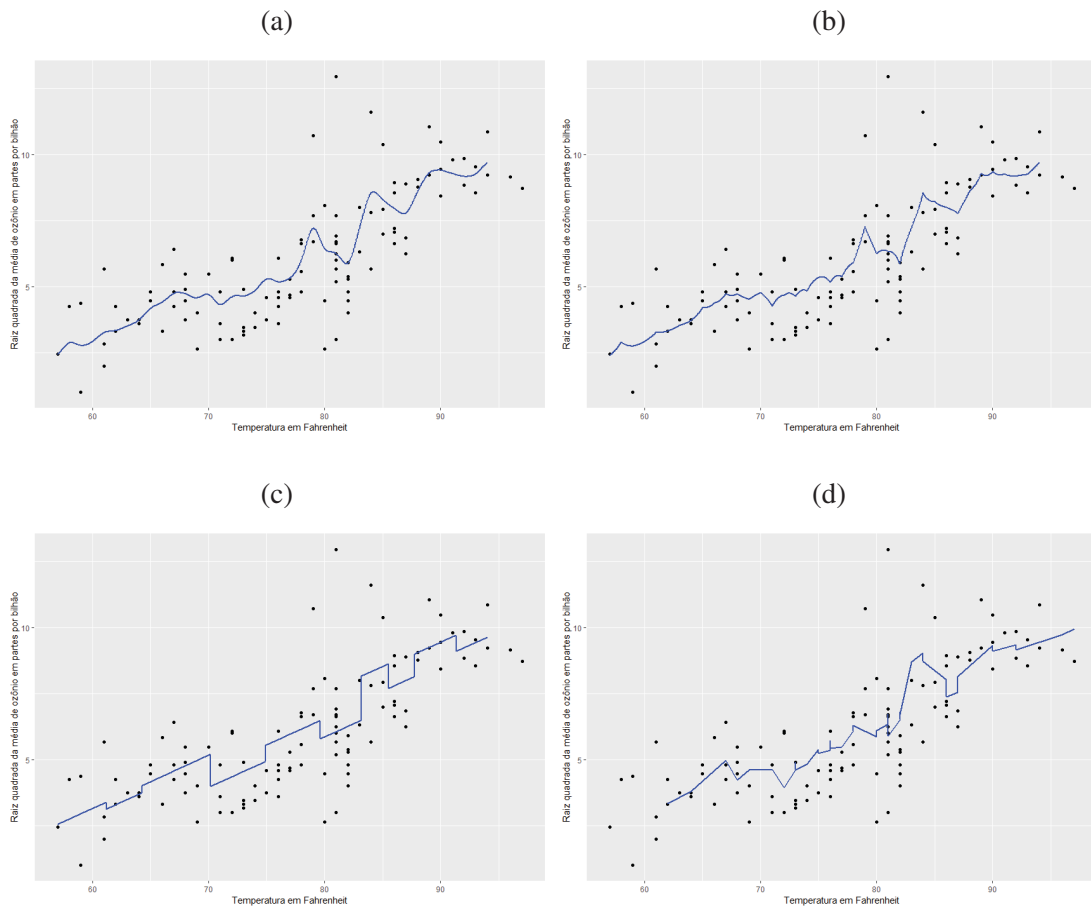 (a)
(b)
Raiz quadrada da média de ozônio em partes por bilhão
10
5
60 70 80 90
Temperatura em Fahrenheit
Raiz quadrada da média de ozônio em partes por bilhão
10
5
60 70 80 90
Temperatura em Fahrenheit
(c)
(d)
Raiz quadrada da média de ozônio em partes por bilhão
10
5
60 70 80 90
Temperatura em Fahrenheit
Raiz quadrada da média de ozônio em partes por bilhão
10
5
60 70 80 90
Temperatura em Fahrenheit